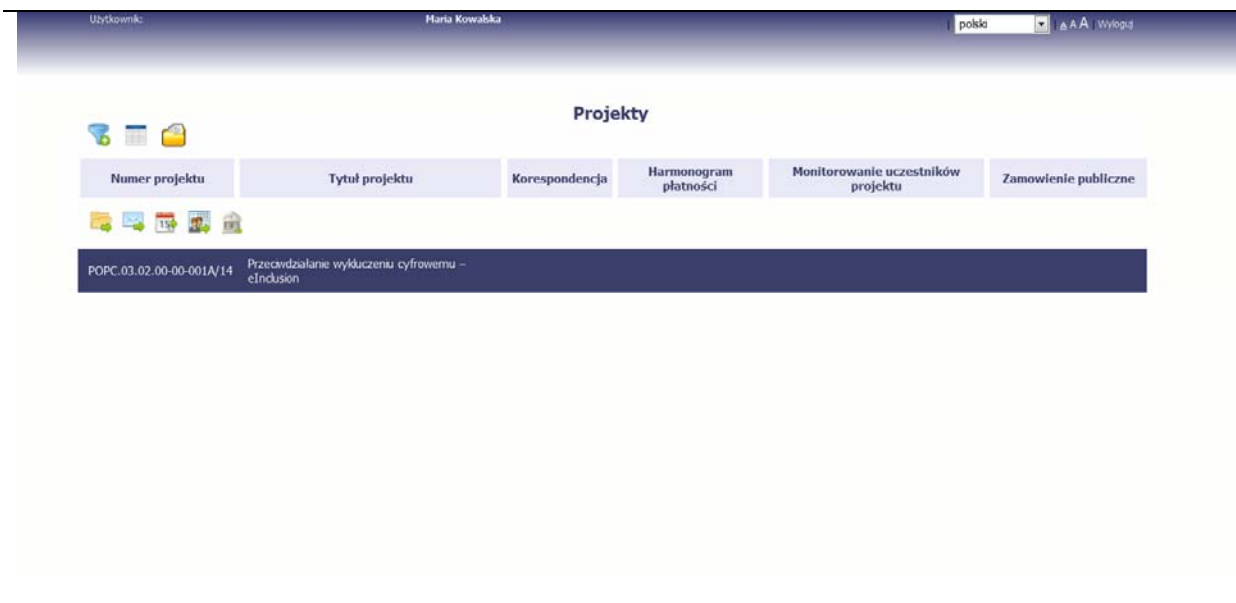 Użytkownik: Maria Kowalska | polski | A A A | Wyloguj
Projekty
Numer projektu Tytuł projektu Korespondencja Harmonogram płatności Monitorowanie uczestników projektu Zamowienie publiczne
15
POPC.03.02.00-00-001A/14 Przeciwdziałanie wykluczeniu cyfrowemu –
eInclusion